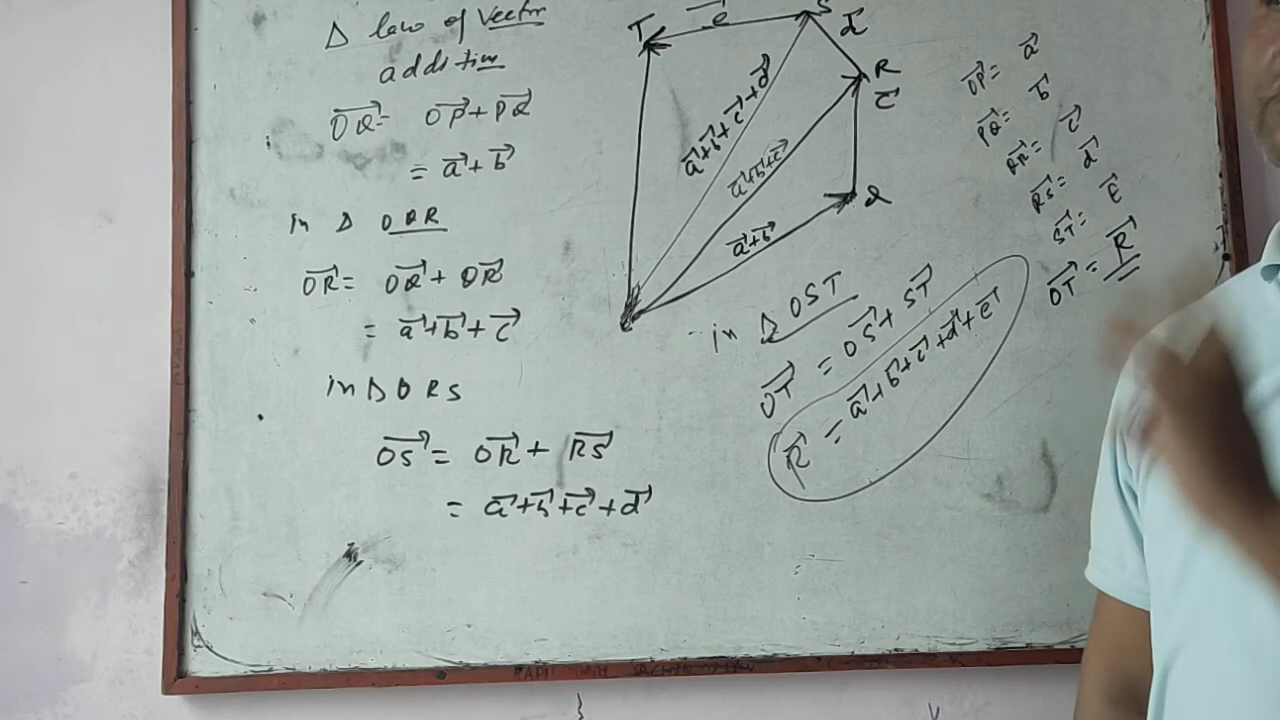 Δ law of vector
addition
→OQ = →OP + →PQ
= →a + →b
in Δ OQR
→OR = →OQ + →QR
= →a + →b + →c
in Δ ORS
→OS = →OR + →RS
= →a + →b + →c + →d
T
→e
S
→d
R
→c
Q
→a + →b + →c + →d
→a + →b + →c
→a + →b
in Δ OST
→OT = →OS + →ST
→R = →a + →b + →c + →d + →e
→OP = →a
→PQ = →b
→QR = →c
→RS = →d
→ST = →e
→OT = →R